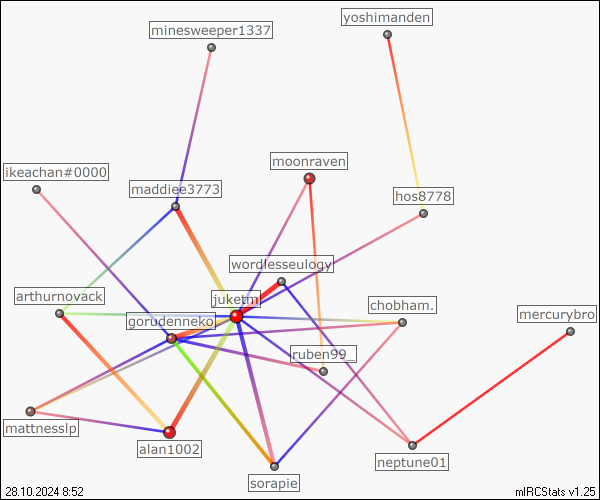 yoshimanden
minesweeper1337
moonraven
ikeachan#0000
maddiee3773
hos8778
wordlesseulogy
arthurnovack
juketm
chobham.
mercurybro
gorudenneko
ruben99_
mattnesslp
alan1002
neptune01
sorapie
28.10.2024 8:52
mIRCStats v1.25